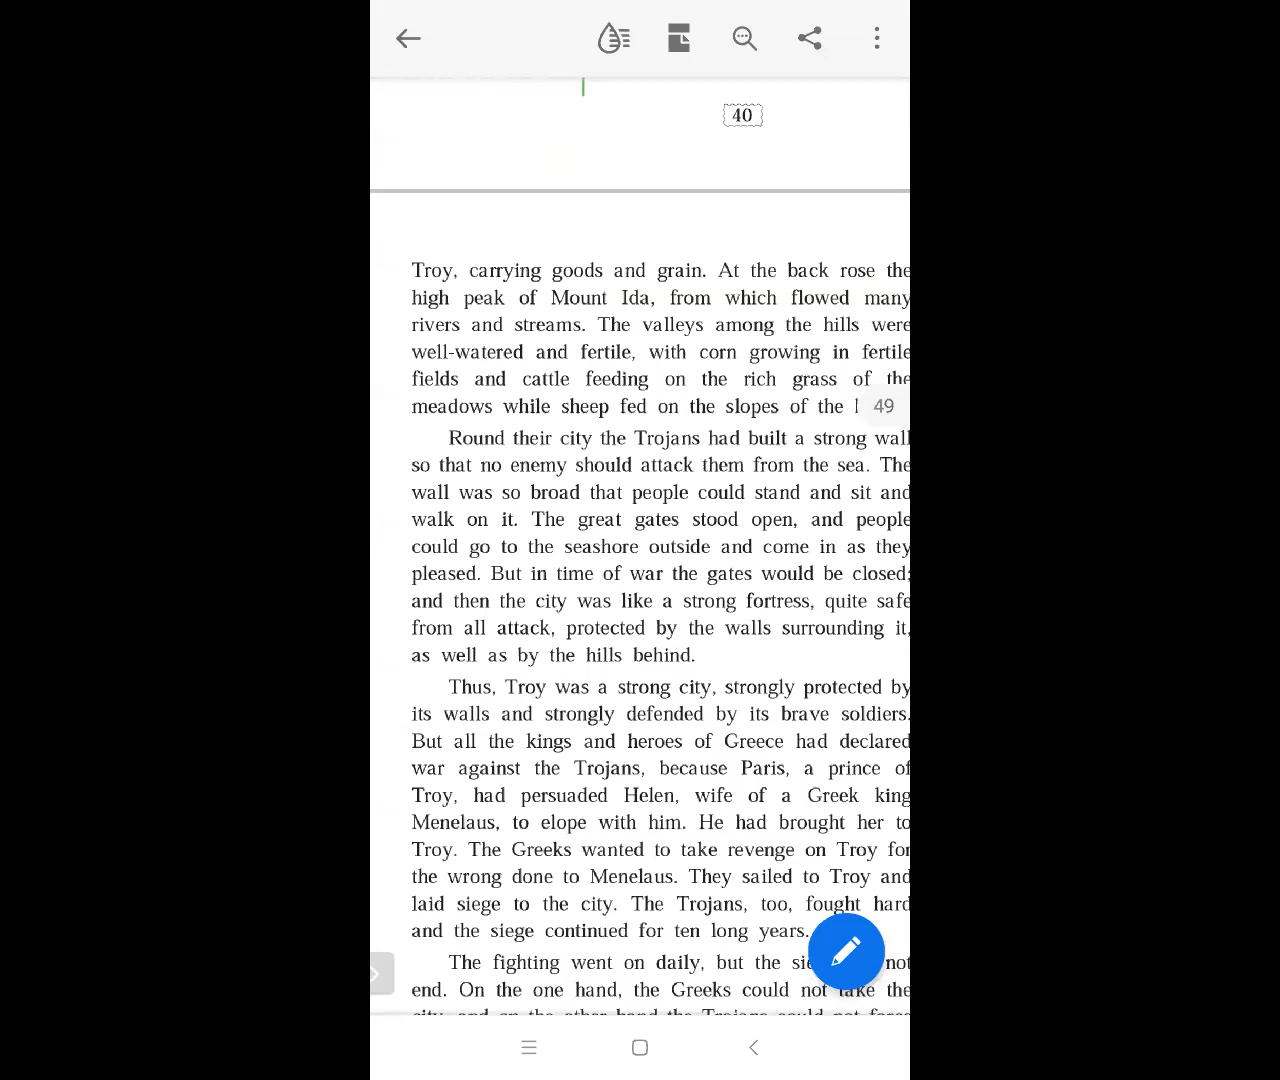 40
Troy, carrying goods and grain. At the back rose the
high peak of Mount Ida, from which flowed many
rivers and streams. The valleys among the hills were
well-watered and fertile, with corn growing in fertile
fields and cattle feeding on the rich grass of the
meadows while sheep fed on the slopes of the
49
Round their city the Trojans had built a strong wall
so that no enemy should attack them from the sea. The
wall was so broad that people could stand and sit and
walk on it. The great gates stood open, and people
could go to the seashore outside and come in as they
pleased. But in time of war the gates would be closed;
and then the city was like a strong fortress, quite safe
from all attack, protected by the walls surrounding it,
as well as by the hills behind.
Thus, Troy was a strong city, strongly protected by
its walls and strongly defended by its brave soldiers.
But all the kings and heroes of Greece had declared
war against the Trojans, because Paris, a prince of
Troy, had persuaded Helen, wife of a Greek king
Menelaus, to elope with him. He had brought her to
Troy. The Greeks wanted to take revenge on Troy for
the wrong done to Menelaus. They sailed to Troy and
laid siege to the city. The Trojans, too, fought hard
and the siege continued for ten long years.
The fighting went on daily, but the not
end. On the one hand, the Greeks could not take the
city, and on the other hand the Trojans could not force